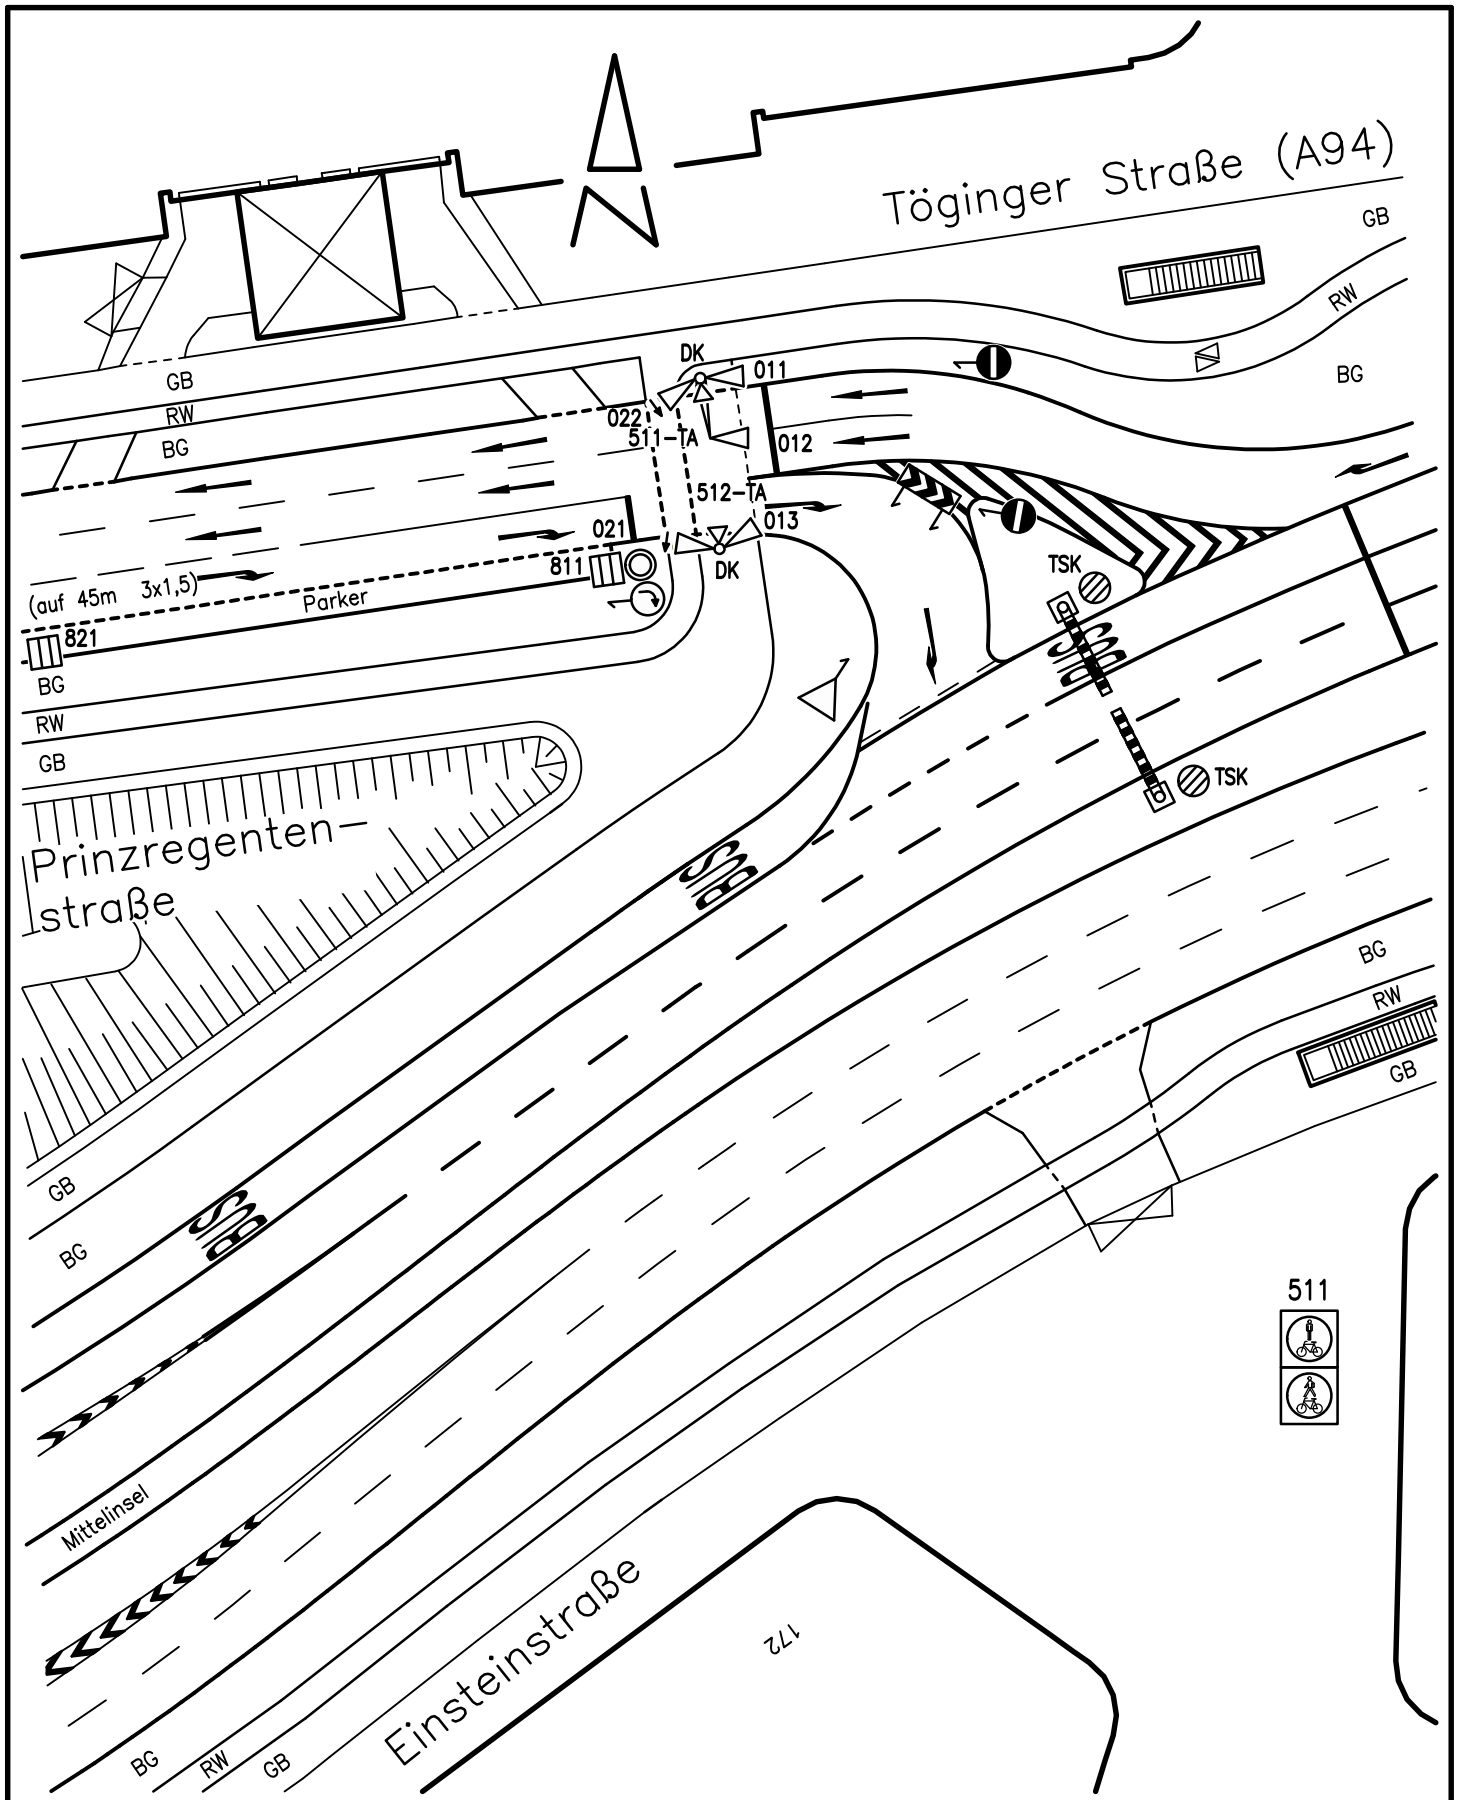 N
Töginger Straße (A94)
GB
RW
BG
GB
RW
BG
DK
011
022
511-TA
012
512-TA
013
021
811
DK
(auf 45m 3x1,5)
Parker
821
BG
RW
GB
TSK
BUS
TSK
Prinzregenten-
straße
BUS
BG
RW
GB
GB
BG
BUS
511
Mittelinsel
Einsteinstraße
172
BG
RW
GB